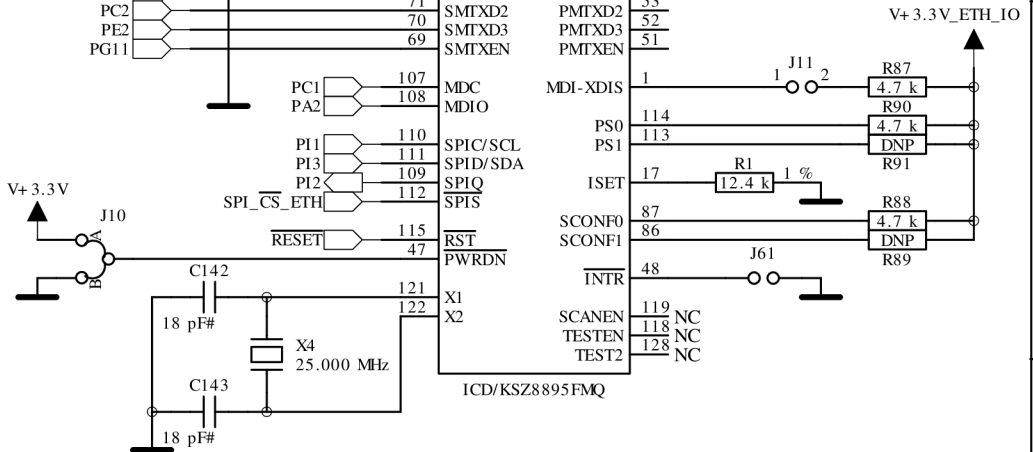 71
53
PC2 SMTXD2 PMTXD2
70 52
PE2 SMTXD3 PMTXD3
69 51
PG11 SMTXEN PMTXEN
V+3.3V_ETH_IO
J11
R87
107 1 1 2
PC1 MDC MDI-XDIS 4.7 k
108
PA2 MDIO
R90
114
PS0 4.7 k
110 113
PI1 SPIC/SCL PS1 DNP
111
PI3 SPID/SDA
R91
R1
109 17 1 %
PI2 SPIQ ISET 12.4 k
112
SPI_CS_ETH SPIS
V+3.3V
R88
87
SCONF0 4.7 k
J10
A
115 86
RESET RST SCONF1 DNP
47
PWRDN
R89
J61
B
C142
48
INTR
121
X1
122 119
X2 SCANEN NC
18 pF#
118
TESTEN NC
X4
128
TEST2 NC
25.000 MHz
C143
ICD/KSZ8895FMQ
18 pF#